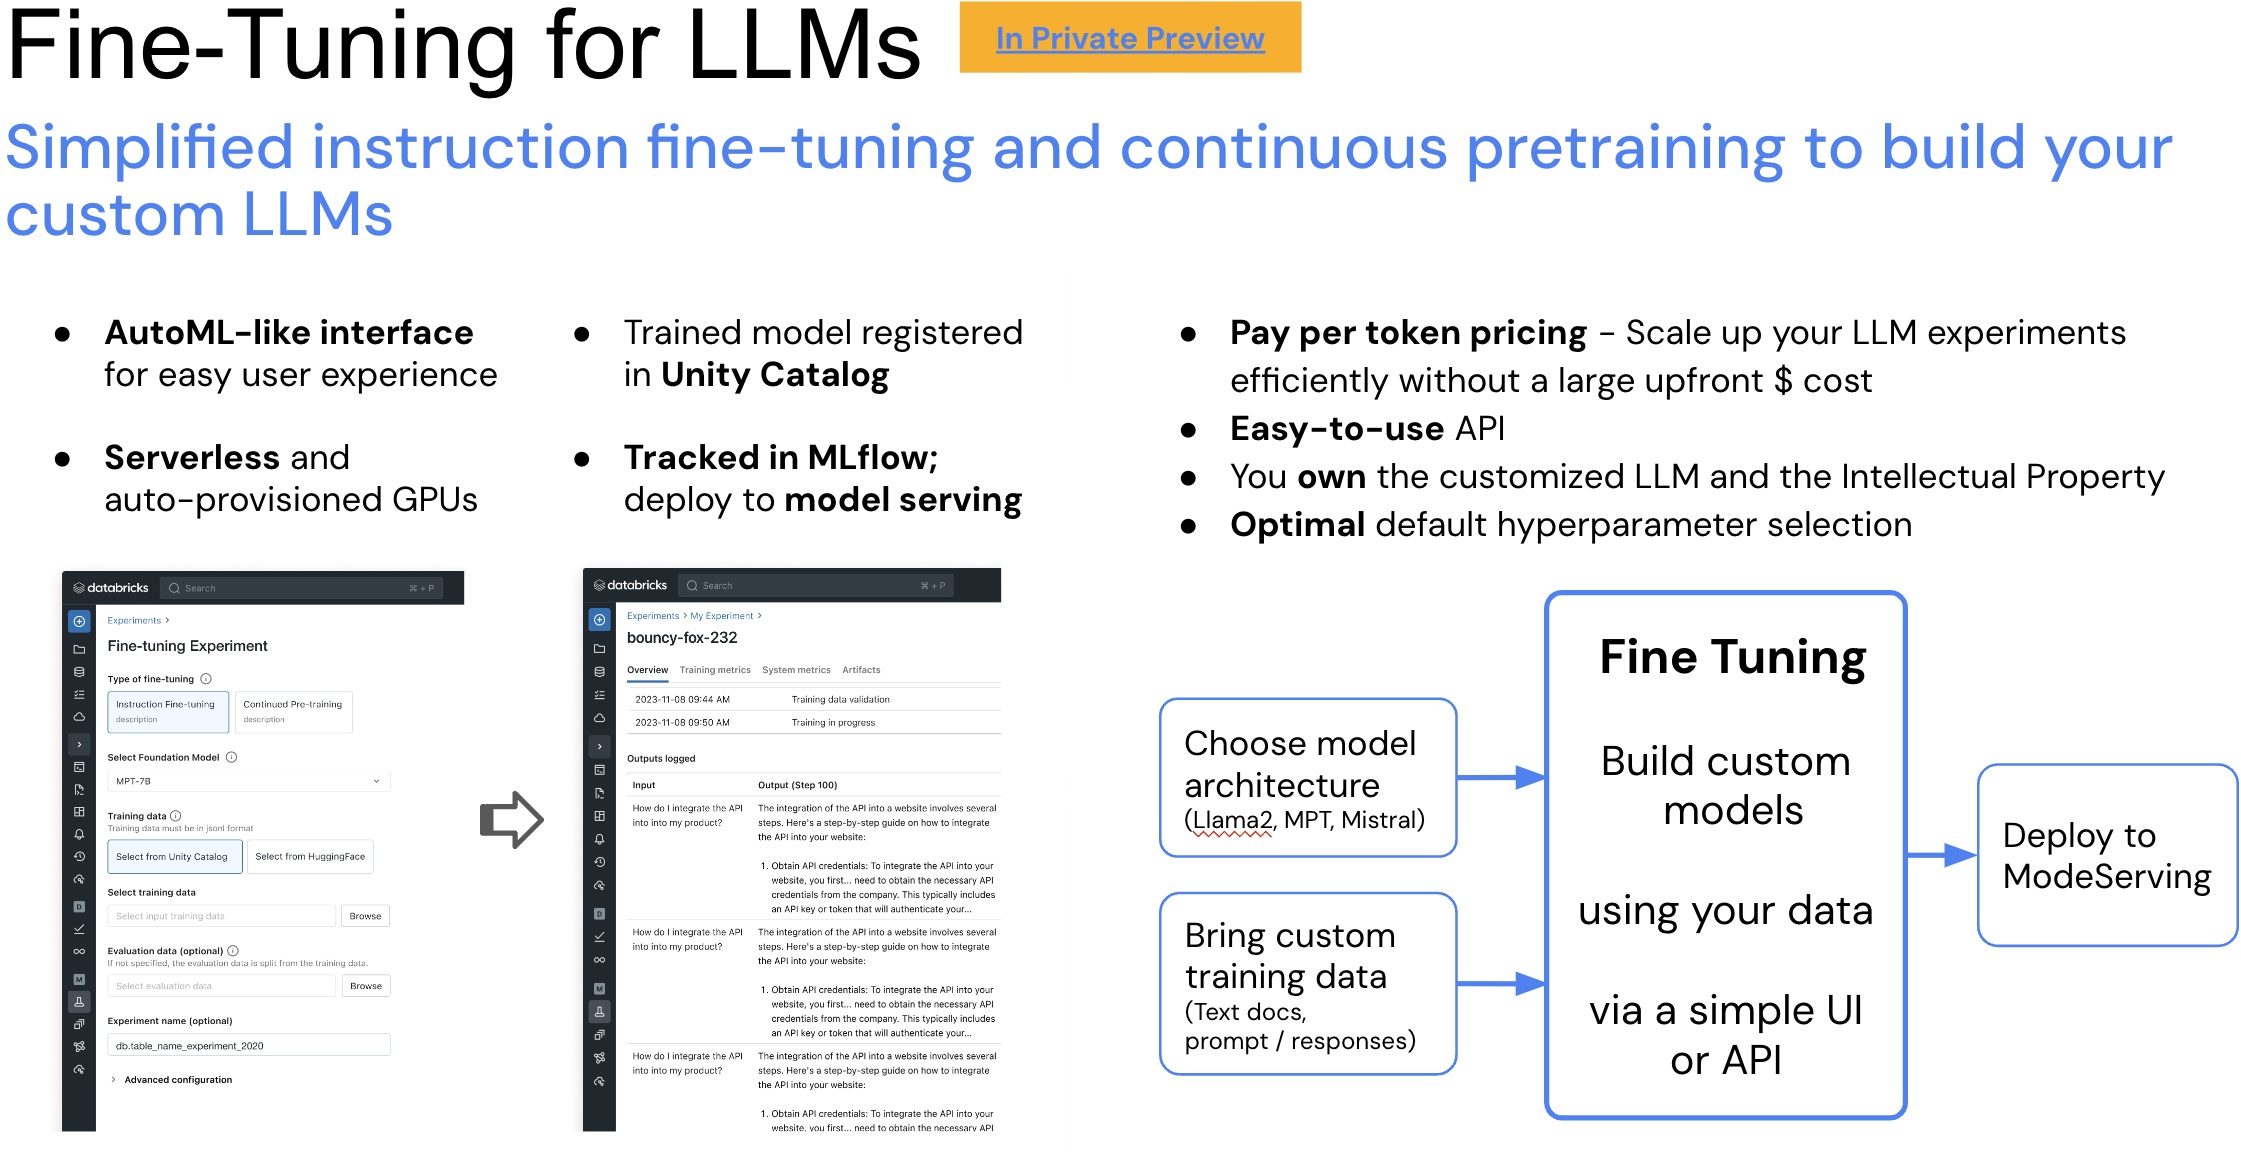 Fine-Tuning for LLMs
In Private Preview
Simplified instruction fine-tuning and continuous pretraining to build your
custom LLMs
● AutoML-like interface
for easy user experience
● Serverless and
auto-provisioned GPUs
● Trained model registered
in Unity Catalog
● Tracked in MLflow;
deploy to model serving
● Pay per token pricing - Scale up your LLM experiments
efficiently without a large upfront $ cost
● Easy-to-use API
● You own the customized LLM and the Intellectual Property
● Optimal default hyperparameter selection
databricks
Search
⌘ + P
Experiments >
Fine-tuning Experiment
Type of fine-tuning
Instruction Fine-tuning
description
Continued Pre-training
description
Select Foundation Model
MPT-7B
Training data
Training data must be in jsonl format
Select from Unity Catalog
Select from HuggingFace
Select training data
Select input training data
Browse
Evaluation data (optional)
If not specified, the evaluation data is split from the training data.
Select evaluation data
Browse
Experiment name (optional)
db.table_name_experiment_2020
> Advanced configuration
D
M
databricks
Search
⌘ + P
Experiments > My Experiment >
bouncy-fox-232
Overview Training metrics System metrics Artifacts
2023-11-08 09:44 AM Training data validation
2023-11-08 09:50 AM Training in progress
Outputs logged
Input Output (Step 100)
How do I integrate the API
into into my product?
The integration of the API into a website involves several
steps. Here's a step-by-step guide on how to integrate
the API into your website:
1. Obtain API credentials: To integrate the API into your
website, you first... need to obtain the necessary API
credentials from the company. This typically includes
an API key or token that will authenticate your...
How do I integrate the API
into into my product?
The integration of the API into a website involves several
steps. Here's a step-by-step guide on how to integrate
the API into your website:
1. Obtain API credentials: To integrate the API into your
website, you first... need to obtain the necessary API
credentials from the company. This typically includes
an API key or token that will authenticate your...
How do I integrate the API
into into my product?
The integration of the API into a website involves several
steps. Here's a step-by-step guide on how to integrate
the API into your website:
1. Obtain API credentials: To integrate the API into your
website, you first... need to obtain the necessary API
D
M
Choose model
architecture
(Llama2, MPT, Mistral)
Bring custom
training data
(Text docs,
prompt / responses)
Fine Tuning
Build custom
models
using your data
via a simple UI
or API
Deploy to
ModeServing